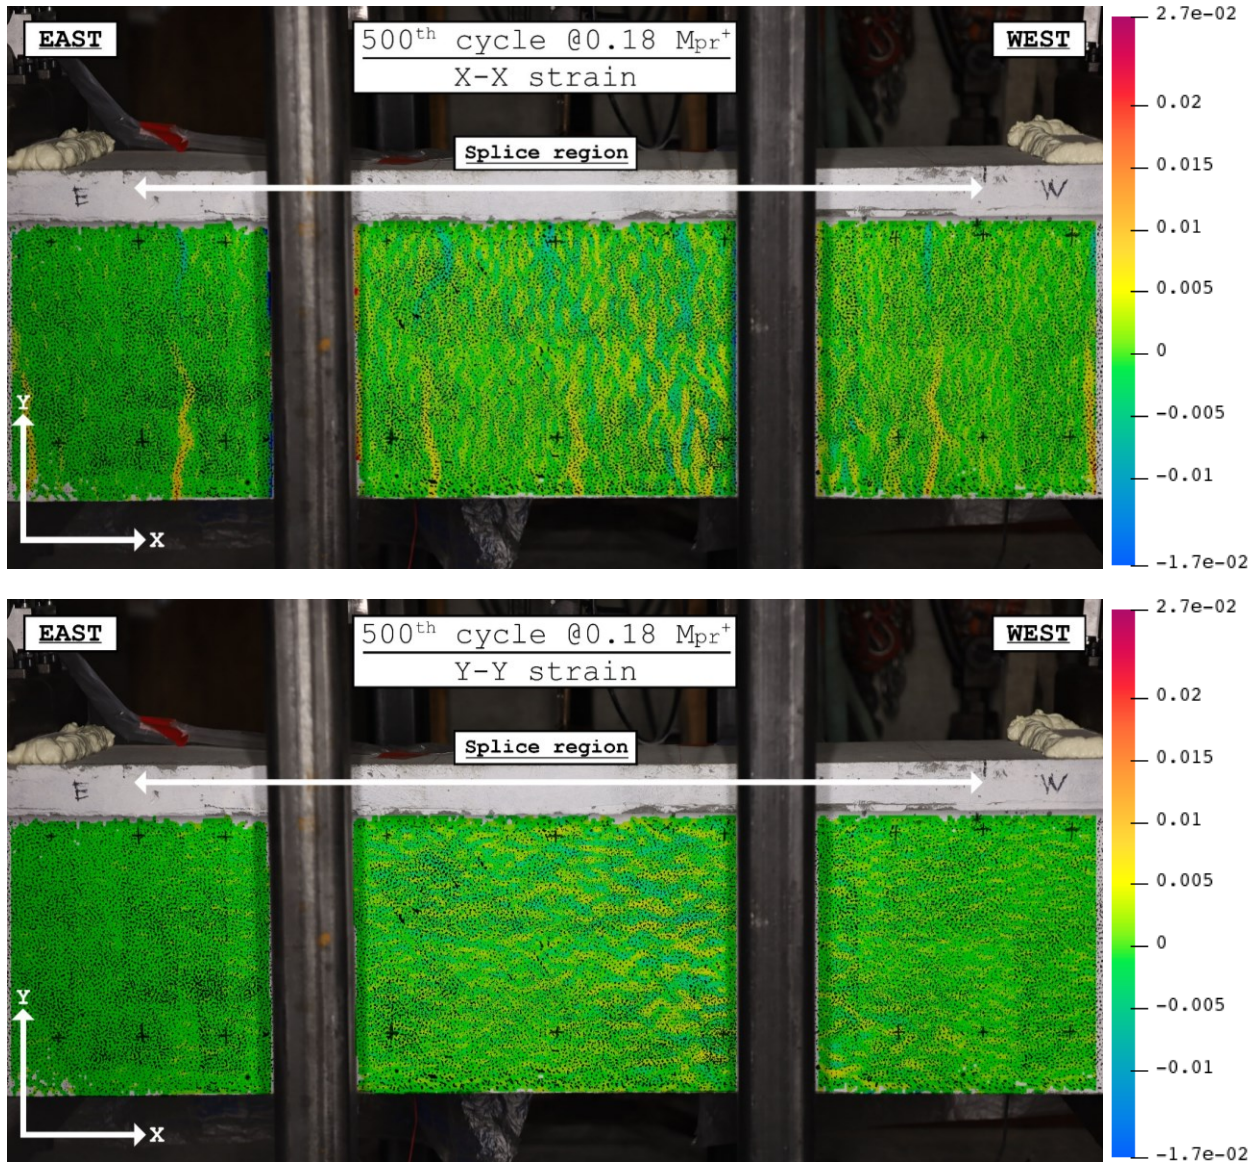 EAST
500th cycle @0.18 Mpr+
X-X strain
WEST
Splice region
E
W
Y
X
2.7e-02
0.02
0.015
0.01
0.005
0
-0.005
-0.01
-1.7e-02
EAST
500th cycle @0.18 Mpr+
Y-Y strain
WEST
Splice region
E
W
Y
X
2.7e-02
0.02
0.015
0.01
0.005
0
-0.005
-0.01
-1.7e-02